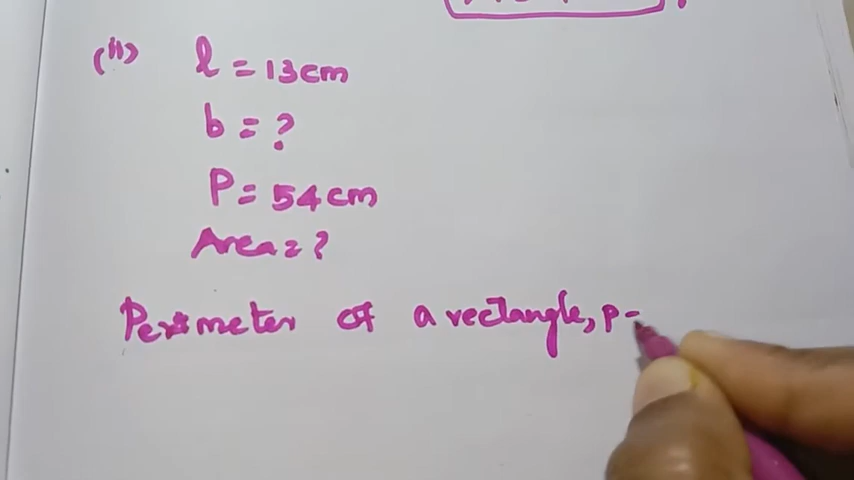 (ii) l = 13cm
b = ?
P = 54cm
Area = ?
Perimeter of a rectangle, P =